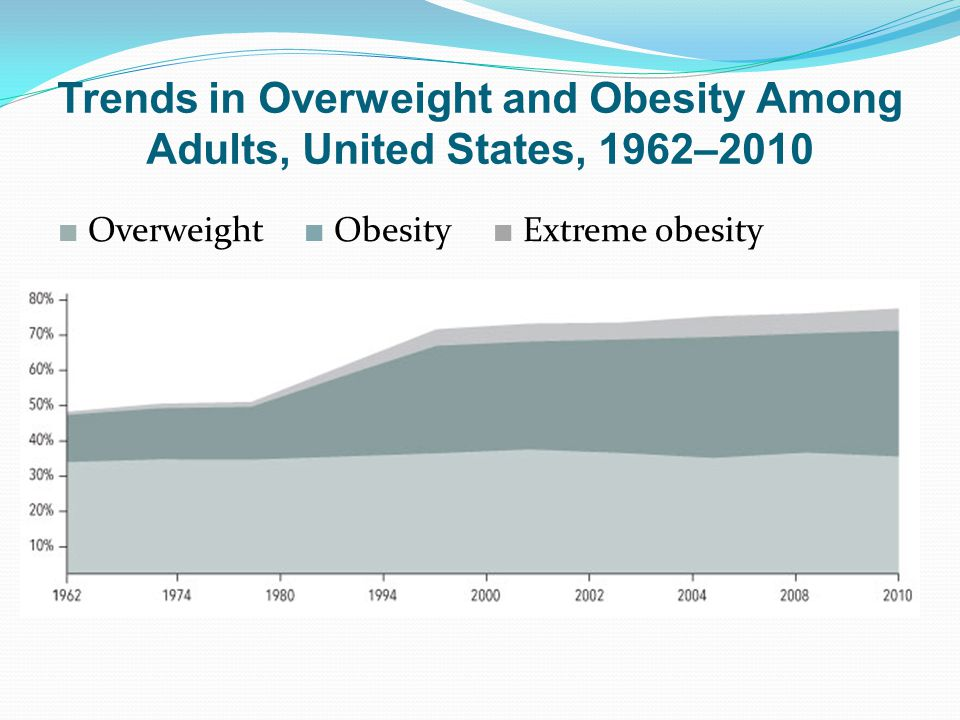 Trends in Overweight and Obesity Among
Adults, United States, 1962–2010
■ Overweight ■ Obesity ■ Extreme obesity
80%
70%
60%
50%
40%
30%
20%
10%
1962 1974 1980 1994 2000 2002 2004 2008 2010